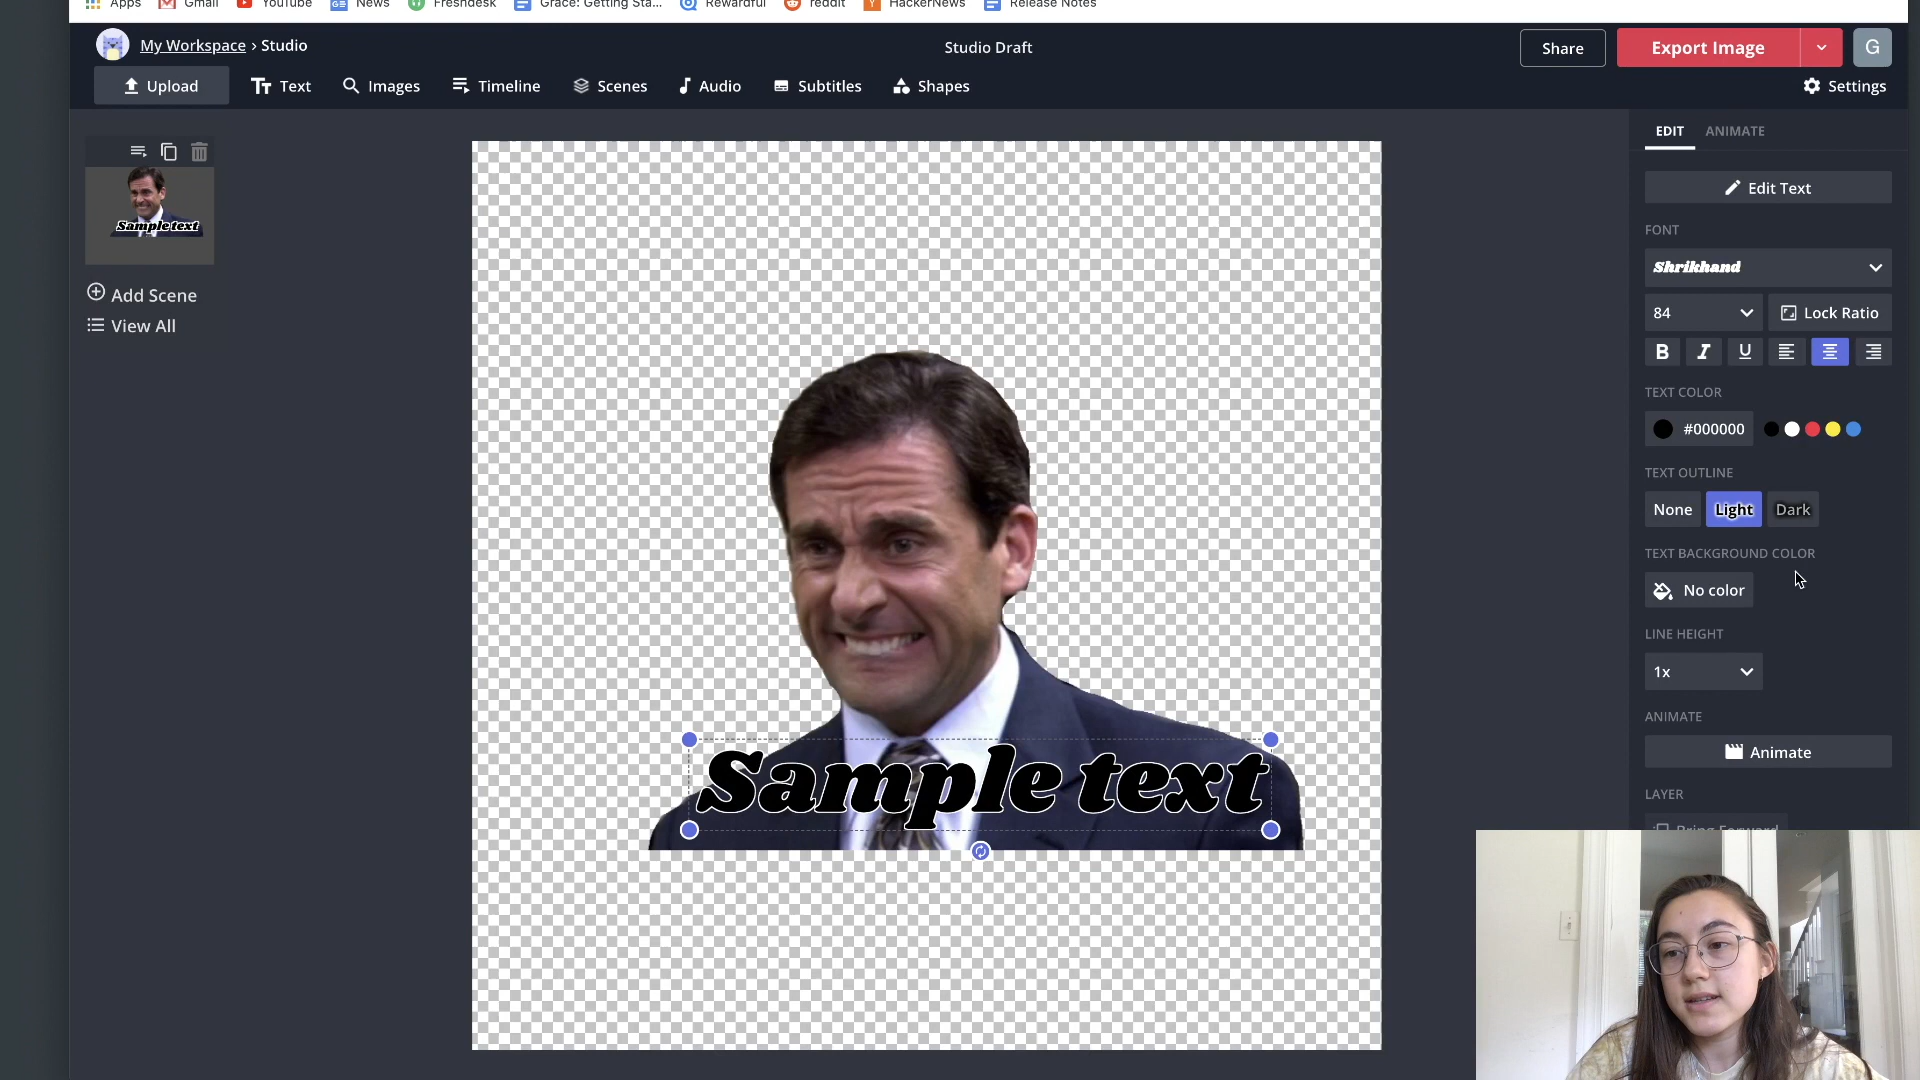 Apps Gmail YouTube News Freshdesk Grace: Getting Sta... Rewardful reddit HackerNews Release Notes
My Workspace › Studio
Studio Draft
Share
Export Image
G
Upload
Text
Images
Timeline
Scenes
Audio
Subtitles
Shapes
Settings
Sample text
Add Scene
View All
Sample text
EDIT ANIMATE
Edit Text
FONT
Shrikhand
84
Lock Ratio
B I U
TEXT COLOR
#000000
TEXT OUTLINE
None Light Dark
TEXT BACKGROUND COLOR
No color
LINE HEIGHT
1x
ANIMATE
Animate
LAYER
Bring Forward